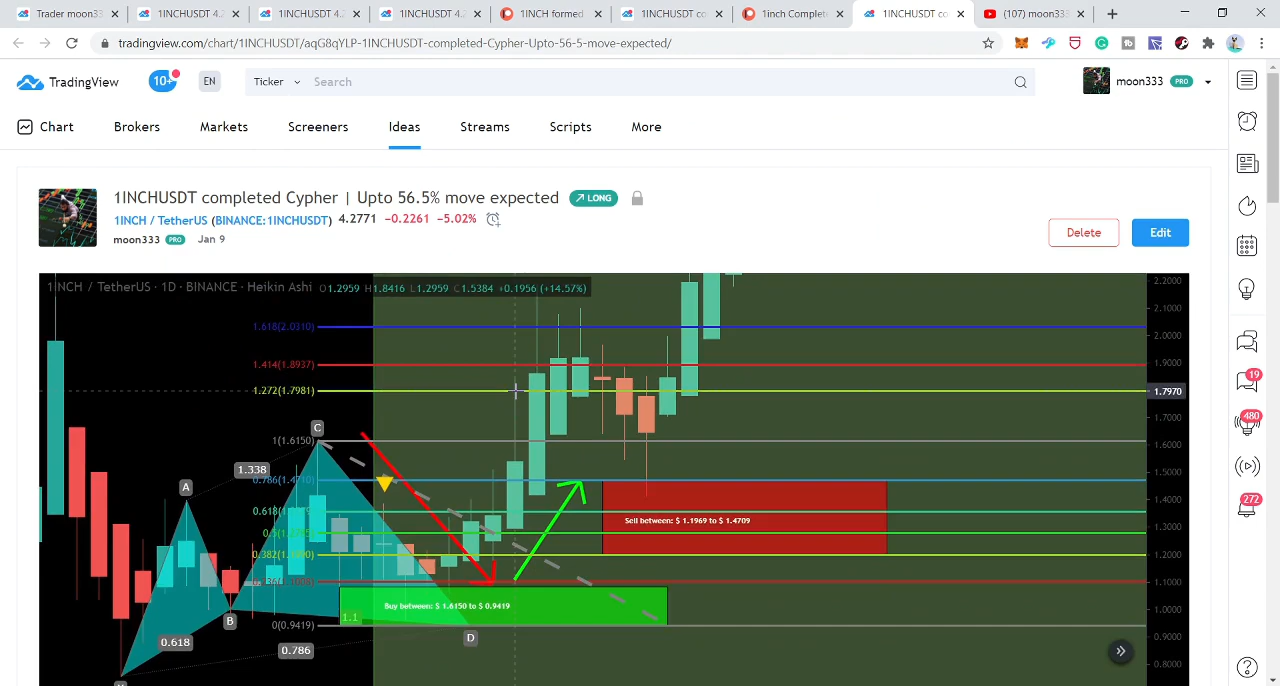 Trader moon33
1INCHUSDT 4.2
1INCHUSDT 4.2
1INCHUSDT 4.2
1INCH formed
1INCHUSDT co
1inch Complete
1INCHUSDT co
(107) moon333
tradingview.com/chart/1INCHUSDT/aqG8qYLP-1INCHUSDT-completed-Cypher-Upto-56-5-move-expected/
TradingView
10+
EN
Ticker
Search
moon333 PRO
Chart
Brokers
Markets
Screeners
Ideas
Streams
Scripts
More
1INCHUSDT completed Cypher | Upto 56.5% move expected
LONG
1INCH / TetherUS (BINANCE:1INCHUSDT) 4.2771 −0.2261 −5.02%
moon333 PRO Jan 9
Delete
Edit
1INCH / TetherUS · 1D · BINANCE · Heikin Ashi O1.2959 H1.8416 L1.2959 C1.5384 +0.1956 (+14.57%)
2.2000
2.1000
1.618(2.0310)
2.0000
1.414(1.8937)
1.9000
1.272(1.7981)
1.7970
1.7000
C
1(1.6150)
1.6000
1.338
1.5000
0.786(1.4710)
A
1.4000
Sell between: $ 1.1969 to $ 1.4709
1.3000
1.2000
1.1000
Buy between: $ 1.6150 to $ 0.9419
1.0000
1.1
B
0(0.9419)
0.9000
D
0.618
0.786
0.8000
19
480
272